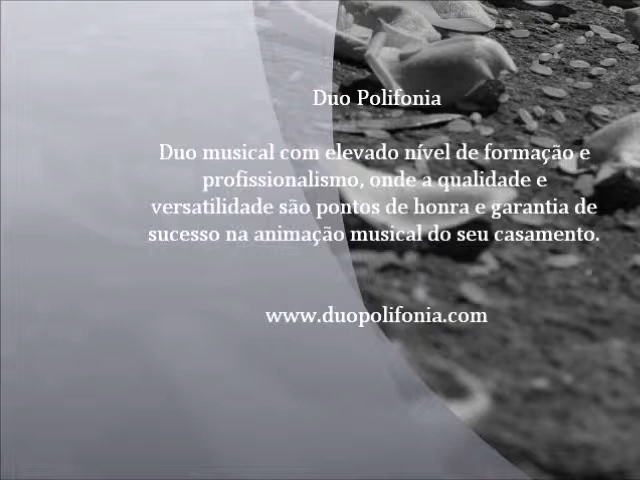 Duo Polifonia
Duo musical com elevado nível de formação e
profissionalismo, onde a qualidade e
versatilidade são pontos de honra e garantia de
sucesso na animação musical do seu casamento.
www.duopolifonia.com